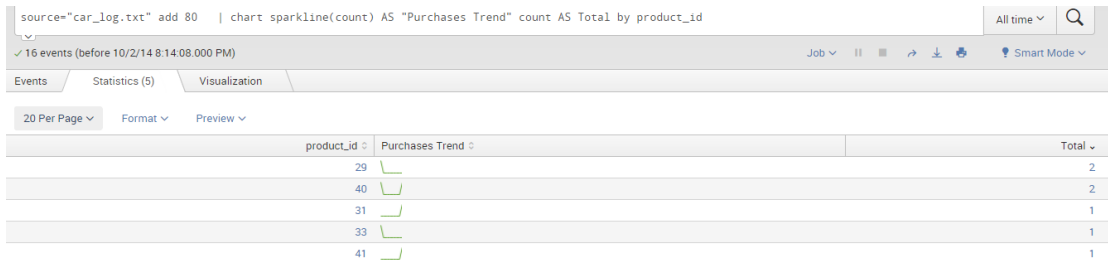 source="car_log.txt" add 80 | chart sparkline(count) AS "Purchases Trend" count AS Total by product_id
All time
16 events (before 10/2/14 8:14:08.000 PM)
Job
Smart Mode
Events Statistics (5) Visualization
20 Per Page Format Preview
product_id Purchases Trend Total
29 2
40 2
31 1
33 1
41 1